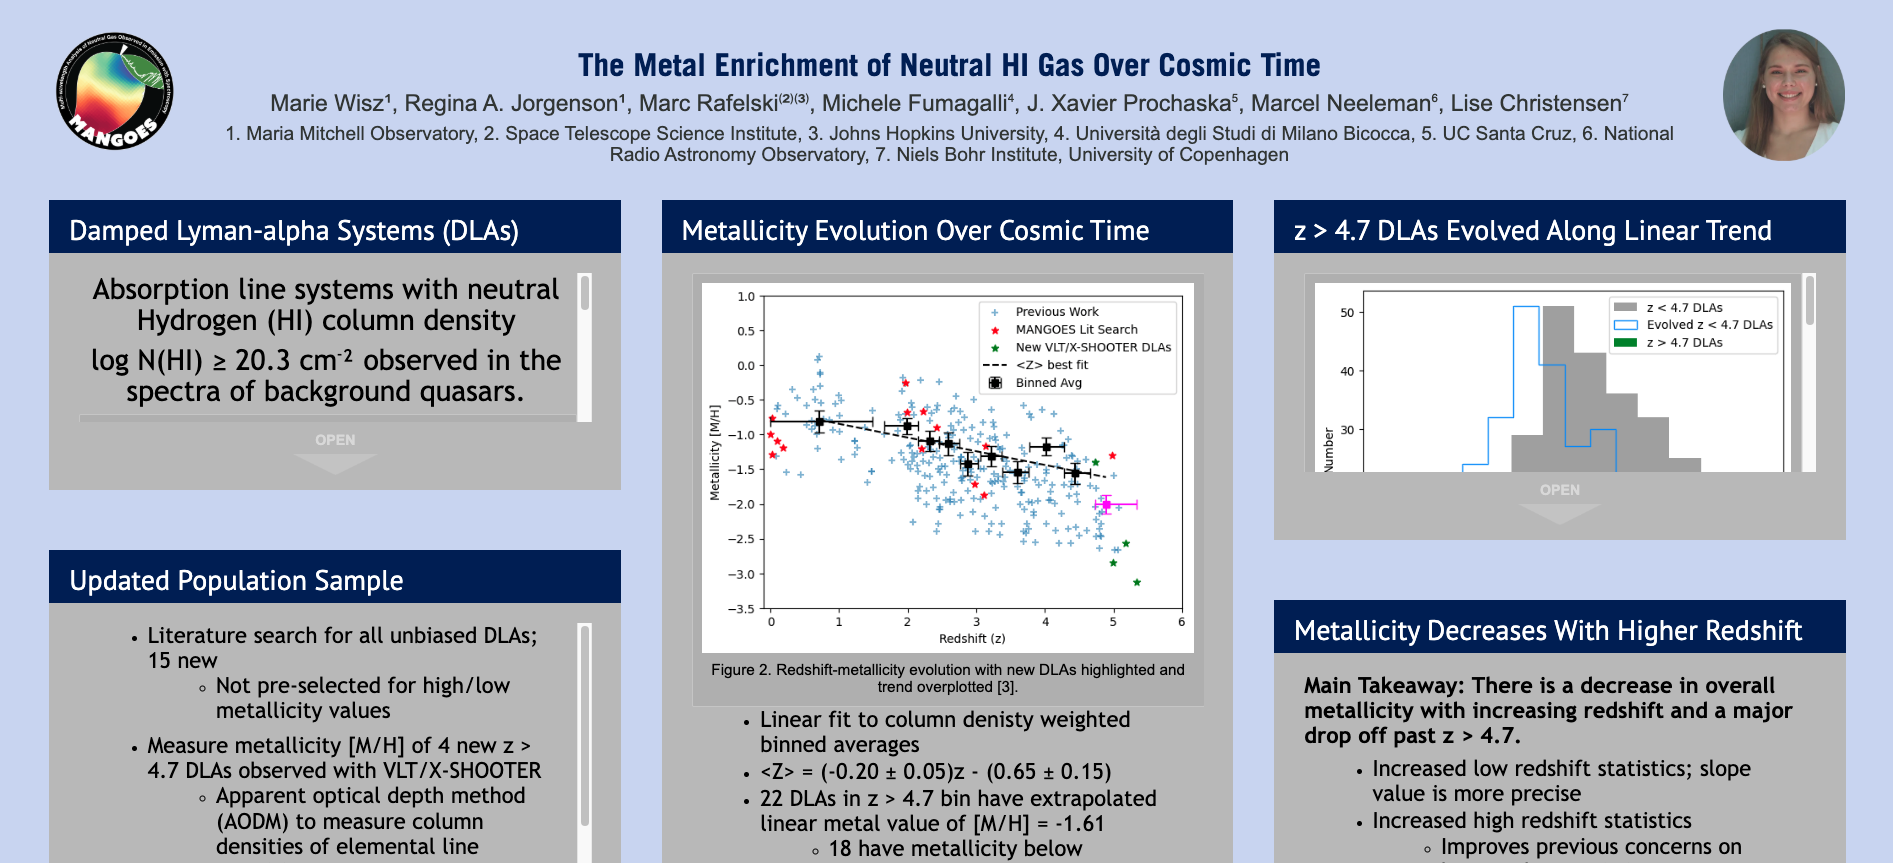 The Metal Enrichment of Neutral HI Gas Over Cosmic Time
Marie Wisz¹, Regina A. Jorgenson¹, Marc Rafelski⁽²⁾⁽³⁾, Michele Fumagalli⁴, J. Xavier Prochaska⁵, Marcel Neeleman⁶, Lise Christensen⁷
1. Maria Mitchell Observatory, 2. Space Telescope Science Institute, 3. Johns Hopkins University, 4. Università degli Studi di Milano Bicocca, 5. UC Santa Cruz, 6. National
Radio Astronomy Observatory, 7. Niels Bohr Institute, University of Copenhagen
MANGOES
Damped Lyman-alpha Systems (DLAs)
Absorption line systems with neutral
Hydrogen (HI) column density
log N(HI) ≥ 20.3 cm⁻² observed in the
spectra of background quasars.
OPEN
Updated Population Sample
• Literature search for all unbiased DLAs;
15 new
◦ Not pre-selected for high/low
metallicity values
• Measure metallicity [M/H] of 4 new z >
4.7 DLAs observed with VLT/X-SHOOTER
◦ Apparent optical depth method
(AODM) to measure column
densities of elemental line
Metallicity Evolution Over Cosmic Time
1.0
0.5
0.0
−0.5
−1.0
−1.5
−2.0
−2.5
−3.0
−3.5
Metallicity [M/H]
Previous Work
MANGOES Lit Search
New VLT/X-SHOOTER DLAs
<Z> best fit
Binned Avg
0 1 2 3 4 5 6
Redshift (z)
Figure 2. Redshift-metallicity evolution with new DLAs highlighted and
trend overplotted [3].
• Linear fit to column denisty weighted
binned averages
• <Z> = (-0.20 ± 0.05)z - (0.65 ± 0.15)
• 22 DLAs in z > 4.7 bin have extrapolated
linear metal value of [M/H] = -1.61
◦ 18 have metallicity below
z > 4.7 DLAs Evolved Along Linear Trend
50
40
30
Number
z < 4.7 DLAs
Evolved z < 4.7 DLAs
z > 4.7 DLAs
OPEN
Metallicity Decreases With Higher Redshift
Main Takeaway: There is a decrease in overall
metallicity with increasing redshift and a major
drop off past z > 4.7.
• Increased low redshift statistics; slope
value is more precise
• Increased high redshift statistics
◦ Improves previous concerns on